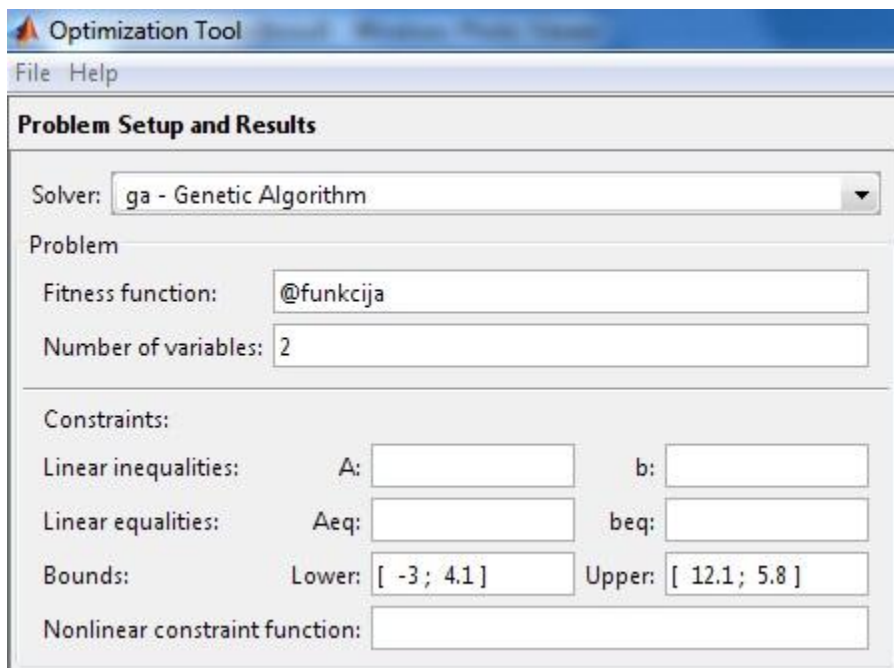 Optimization Tool
File Help
Problem Setup and Results
Solver: ga - Genetic Algorithm
Problem
Fitness function: @funkcija
Number of variables: 2
Constraints:
Linear inequalities: A: b:
Linear equalities: Aeq: beq:
Bounds: Lower: [ -3 ; 4.1 ] Upper: [ 12.1 ; 5.8 ]
Nonlinear constraint function: